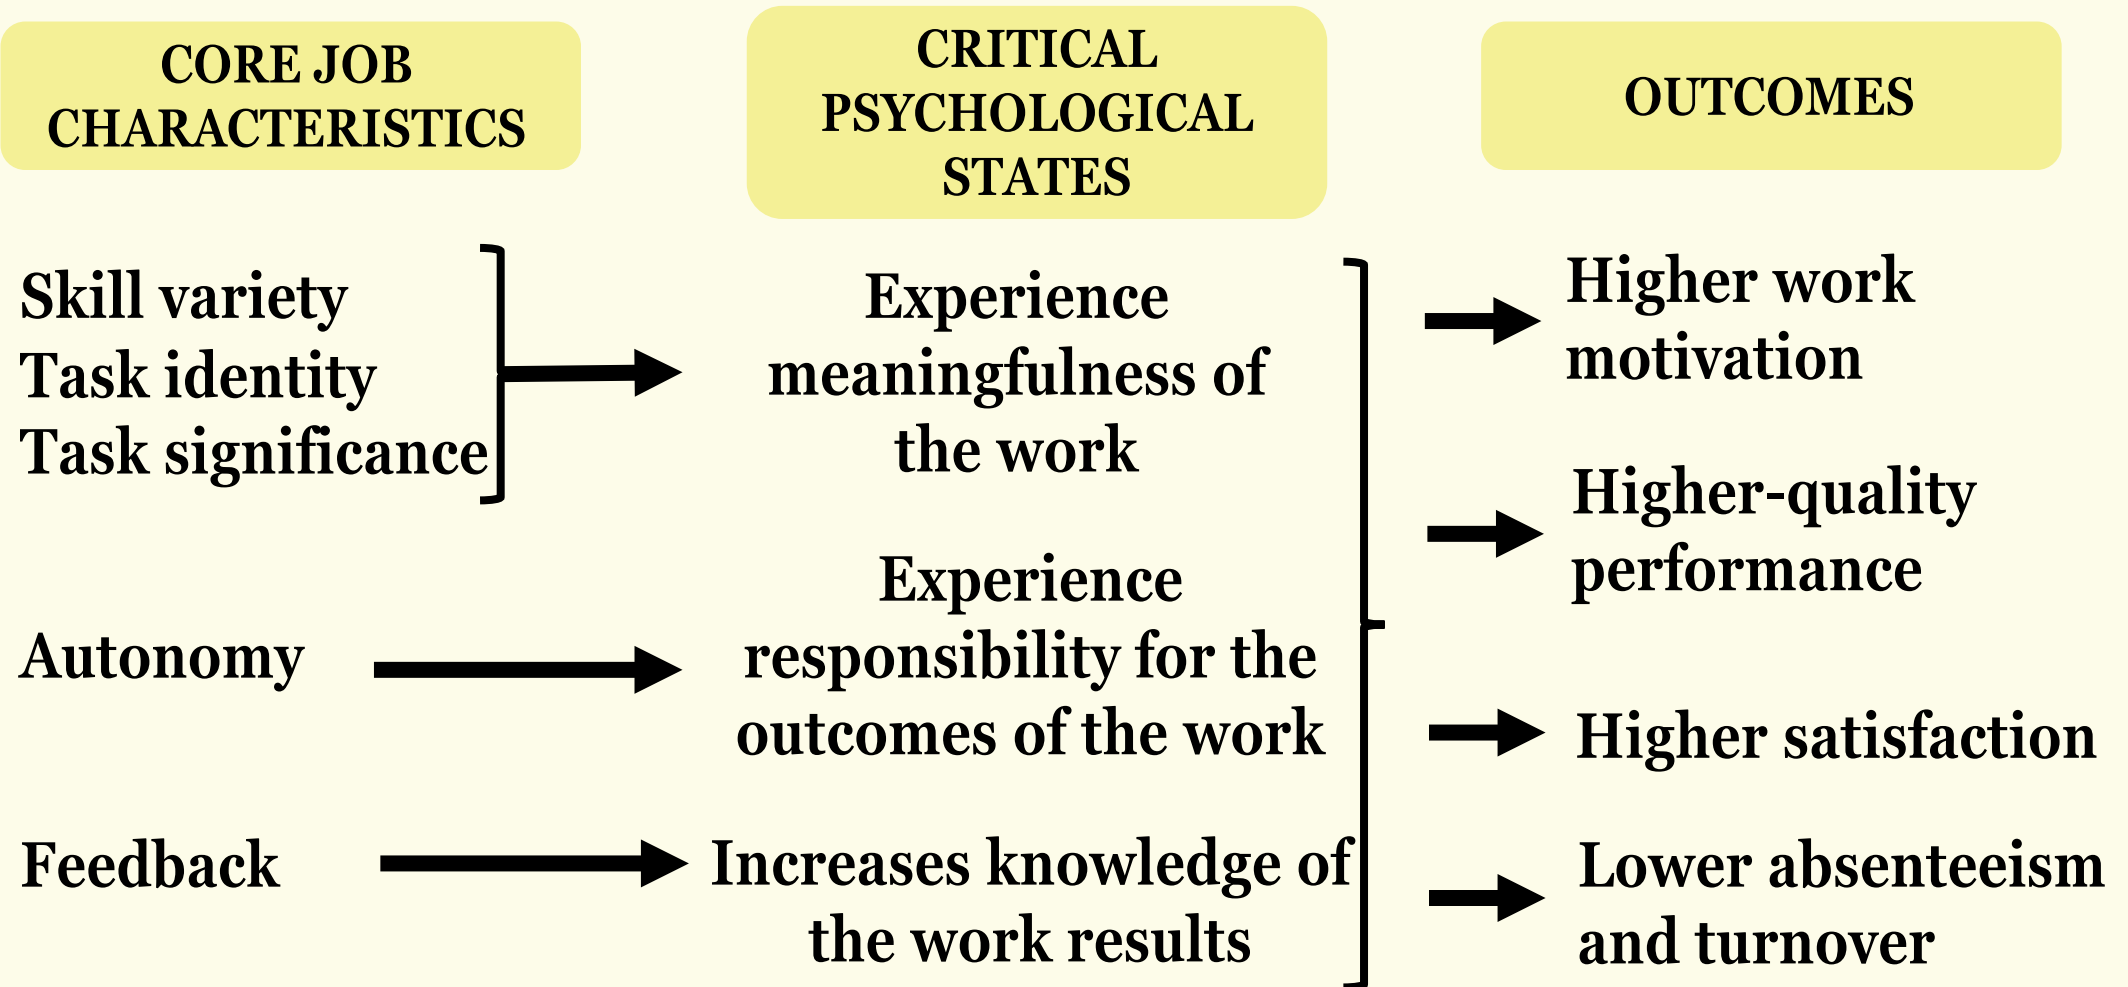 CORE JOB
CHARACTERISTICS
CRITICAL
PSYCHOLOGICAL
STATES
OUTCOMES
Skill variety
Task identity
Task significance
Experience
meaningfulness of
the work
Higher work
motivation
Higher-quality
performance
Autonomy
Experience
responsibility for the
outcomes of the work
Higher satisfaction
Feedback
Increases knowledge of
the work results
Lower absenteeism
and turnover